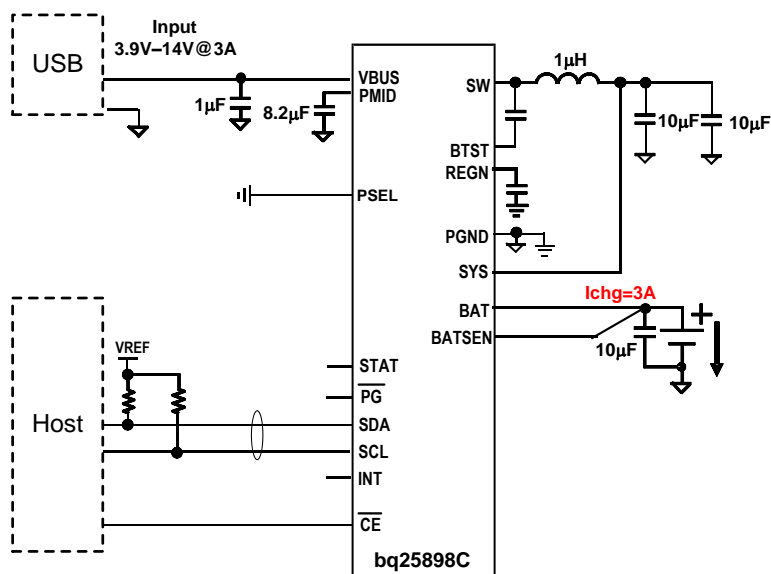 Input
3.9V–14V@3A
USB
1µF
8.2µF
VBUS
PMID
PSEL
SW
1µH
BTST
REGN
PGND
SYS
10µF
10µF
BAT
BATSEN
Ichg=3A
10µF
+
Host
VREF
STAT
PG
SDA
SCL
INT
CE
bq25898C